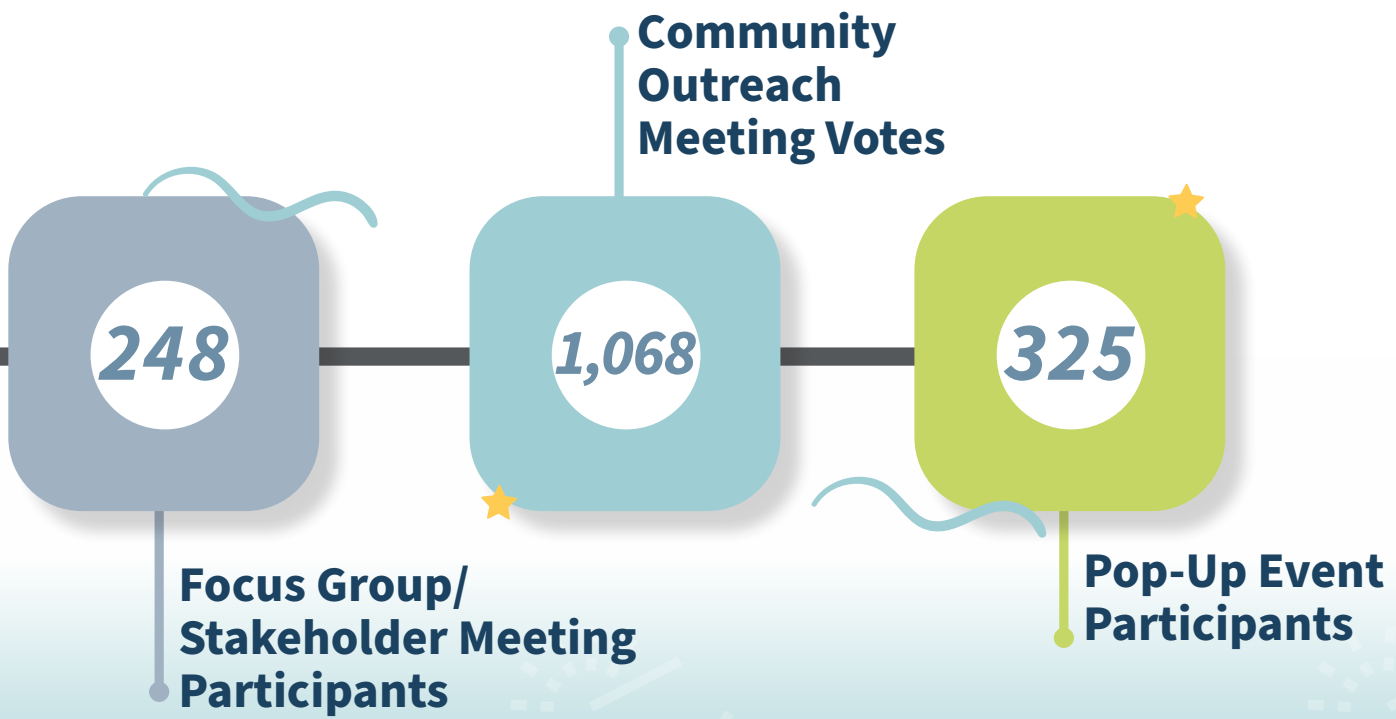 248
Focus Group/
Stakeholder Meeting
Participants
Community
Outreach
Meeting Votes
1,068
325
Pop-Up Event
Participants